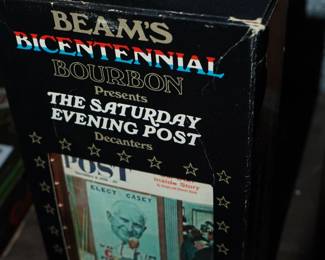 BEAM'S
BICENTENNIAL
BOURBON
Presents
THE SATURDAY
EVENING POST
Decanters
POST
Inside Story
ELECT CASEY